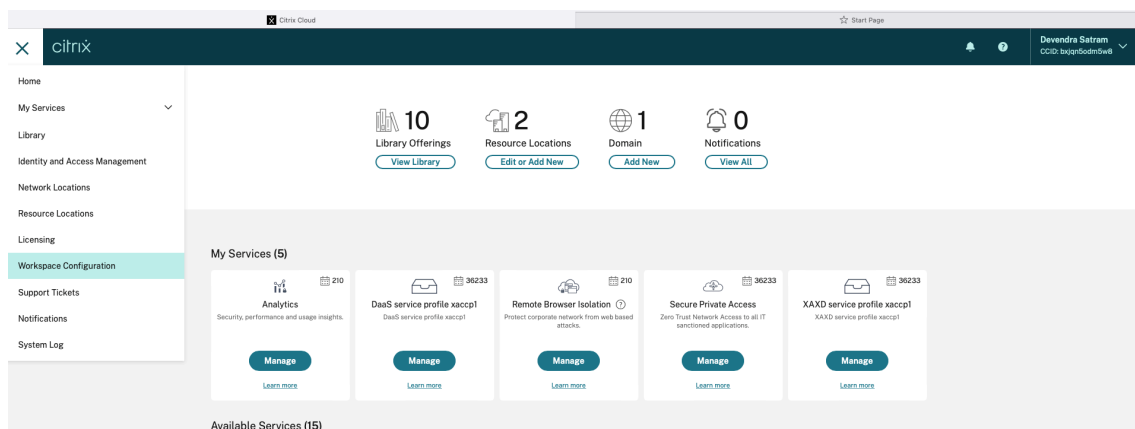 Citrix Cloud
Start Page
citrix
Devendra Satram
CCID: bxjqn5odm5w8
Home
My Services
Library
Identity and Access Management
Network Locations
Resource Locations
Licensing
Workspace Configuration
Support Tickets
Notifications
System Log
10
Library Offerings
View Library
2
Resource Locations
Edit or Add New
1
Domain
Add New
0
Notifications
View All
My Services (5)
210
Analytics
Security, performance and usage insights.
Manage
Learn more
36233
DaaS service profile xaccp1
DaaS service profile xaccp1
Manage
Learn more
210
Remote Browser Isolation
Protect corporate network from web based
attacks.
Manage
Learn more
36233
Secure Private Access
Zero Trust Network Access to all IT
sanctioned applications.
Manage
Learn more
36233
XAXD service profile xaccp1
XAXD service profile xaccp1
Manage
Learn more
Available Services (15)